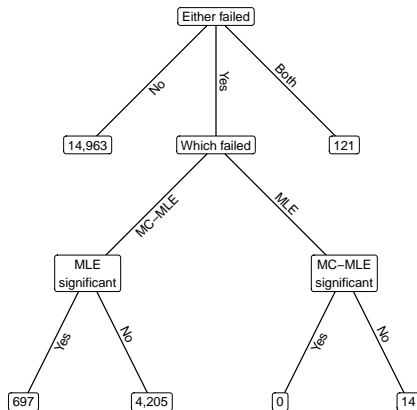 Either failed
No
Yes
Both
14,963
Which failed
121
MC−MLE
MLE
MLE
significant
MC−MLE
significant
Yes
No
Yes
No
697
4,205
0
14